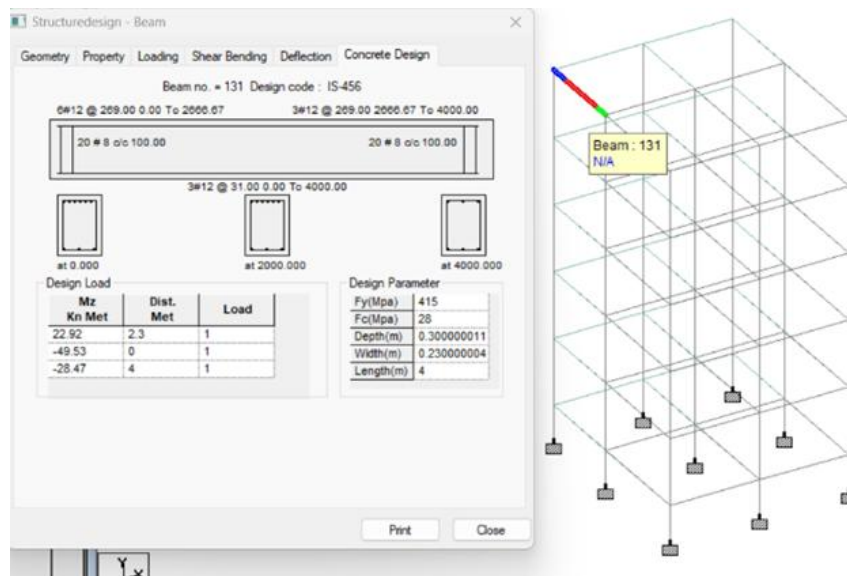 Structuredesign - Beam
Geometry Property Loading Shear Bending Deflection Concrete Design
Beam no. = 131 Design code : IS-456
6#12 @ 269.00 0.00 To 2666.67 3#12 @ 269.00 2666.67 To 4000.00
20 # 8 c/c 100.00 20 # 8 c/c 100.00
3#12 @ 31.00 0.00 To 4000.00
at 0.000 at 2000.000 at 4000.000
Design Load
Mz Dist. Load
Kn Met Met
22.92 2.3 1
-49.53 0 1
-28.47 4 1
Design Parameter
Fy(Mpa) 415
Fc(Mpa) 28
Depth(m) 0.300000011
Width(m) 0.230000004
Length(m) 4
Print Close
Beam : 131
N/A
Y
X